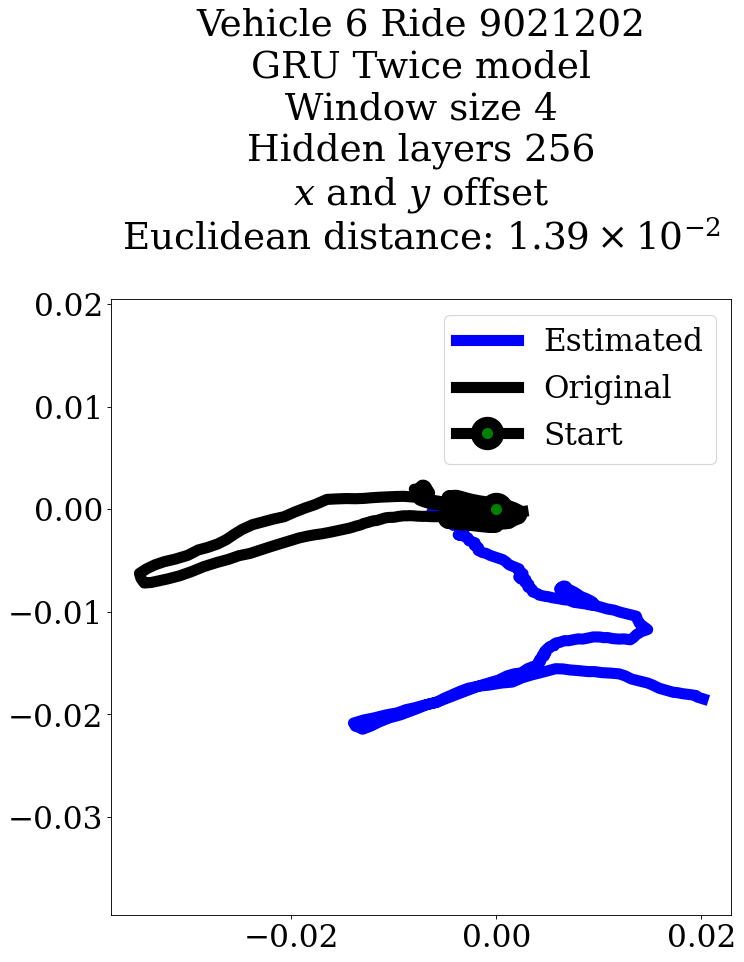 Vehicle 6 Ride 9021202
GRU Twice model
Window size 4
Hidden layers 256
x and y offset
Euclidean distance: 1.39 × 10⁻²
Estimated
Original
Start
0.02
0.01
0.00
−0.01
−0.02
−0.03
−0.02
0.00
0.02